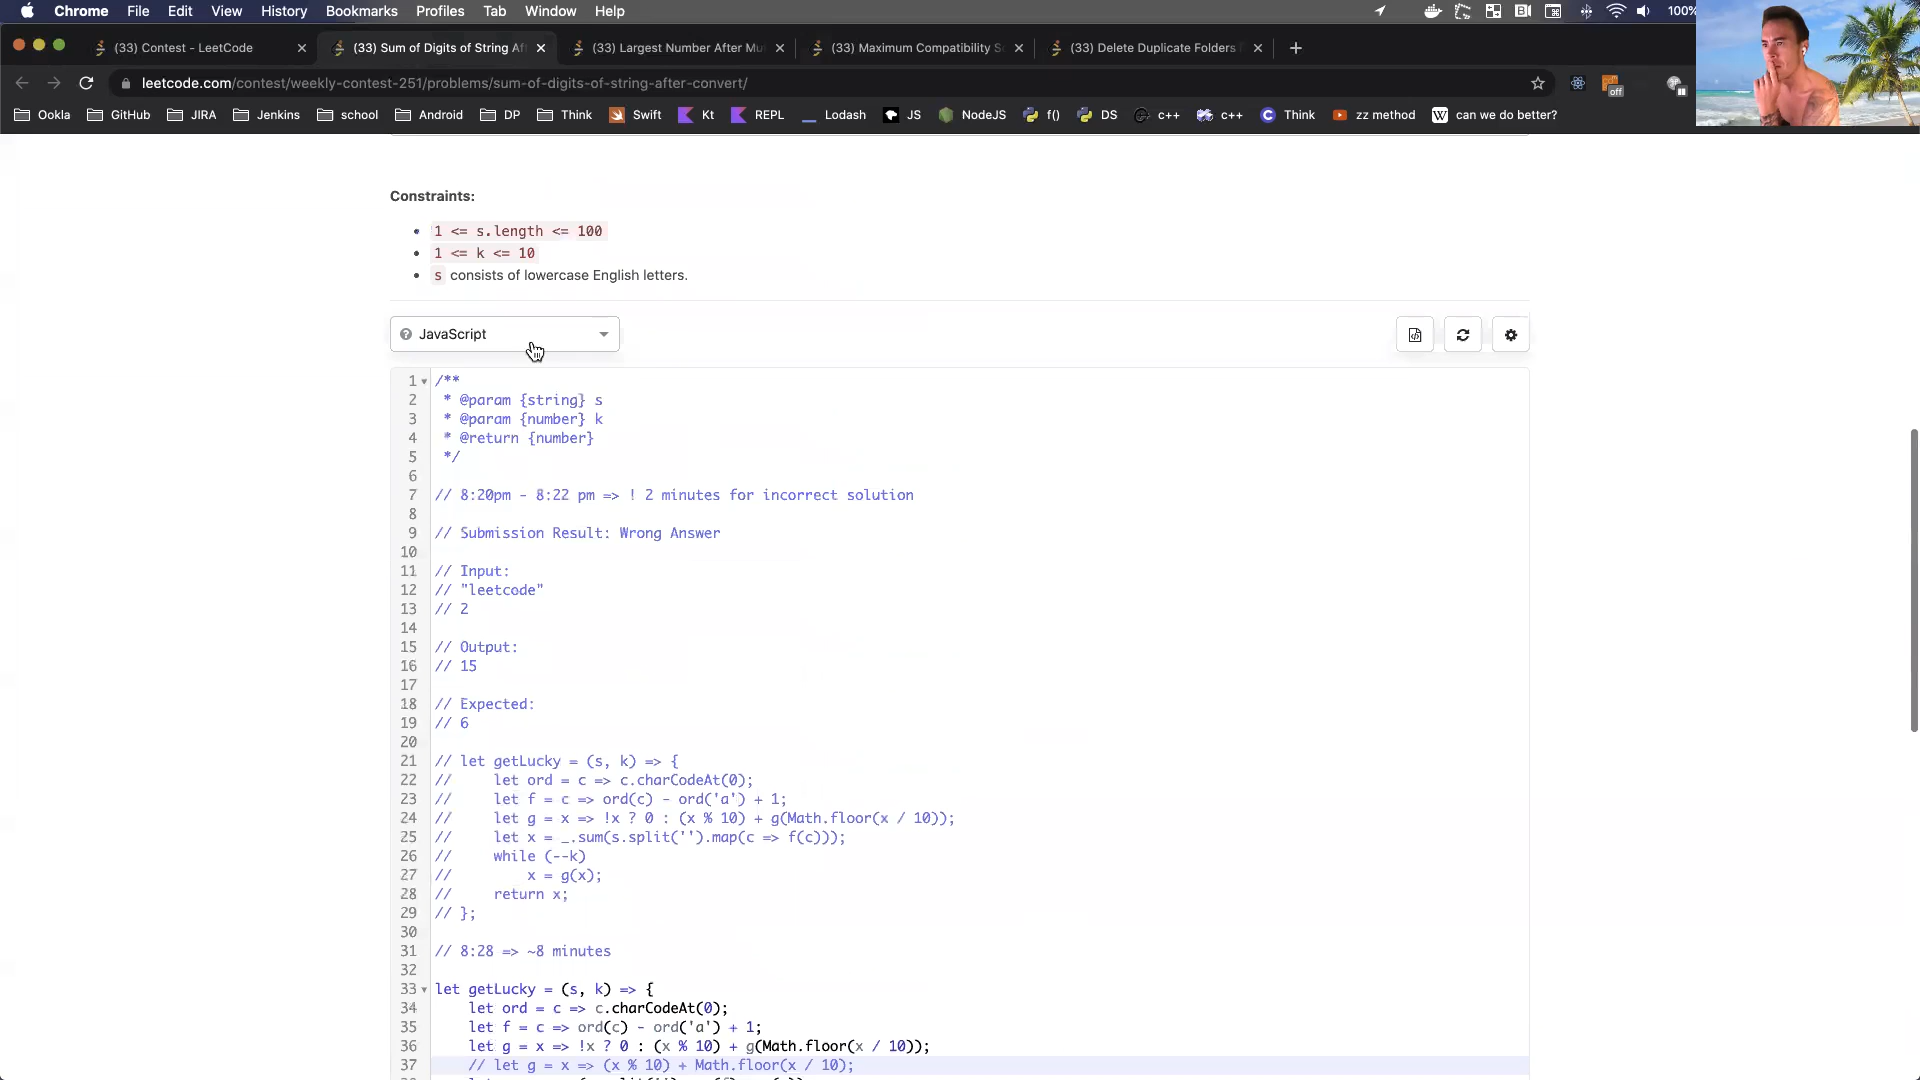 Chrome File Edit View History Bookmarks Profiles Tab Window Help 100%
(33) Contest - LeetCode (33) Sum of Digits of String Af (33) Largest Number After Mu (33) Maximum Compatibility Sc (33) Delete Duplicate Folders
leetcode.com/contest/weekly-contest-251/problems/sum-of-digits-of-string-after-convert/ off
Ookla GitHub JIRA Jenkins school Android DP Think Swift Kt REPL Lodash JS NodeJS f() DS c++ c++ Think zz method can we do better?
Constraints:
1 <= s.length <= 100
1 <= k <= 10
s consists of lowercase English letters.
JavaScript
1 /**
2 * @param {string} s
3 * @param {number} k
4 * @return {number}
5 */
6
7 // 8:20pm - 8:22 pm => ! 2 minutes for incorrect solution
8
9 // Submission Result: Wrong Answer
10
11 // Input:
12 // "leetcode"
13 // 2
14
15 // Output:
16 // 15
17
18 // Expected:
19 // 6
20
21 // let getLucky = (s, k) => {
22 // let ord = c => c.charCodeAt(0);
23 // let f = c => ord(c) - ord('a') + 1;
24 // let g = x => !x ? 0 : (x % 10) + g(Math.floor(x / 10));
25 // let x = _.sum(s.split('').map(c => f(c)));
26 // while (--k)
27 // x = g(x);
28 // return x;
29 // };
30
31 // 8:28 => ~8 minutes
32
33 let getLucky = (s, k) => {
34 let ord = c => c.charCodeAt(0);
35 let f = c => ord(c) - ord('a') + 1;
36 let g = x => !x ? 0 : (x % 10) + g(Math.floor(x / 10));
37 // let g = x => (x % 10) + Math.floor(x / 10);